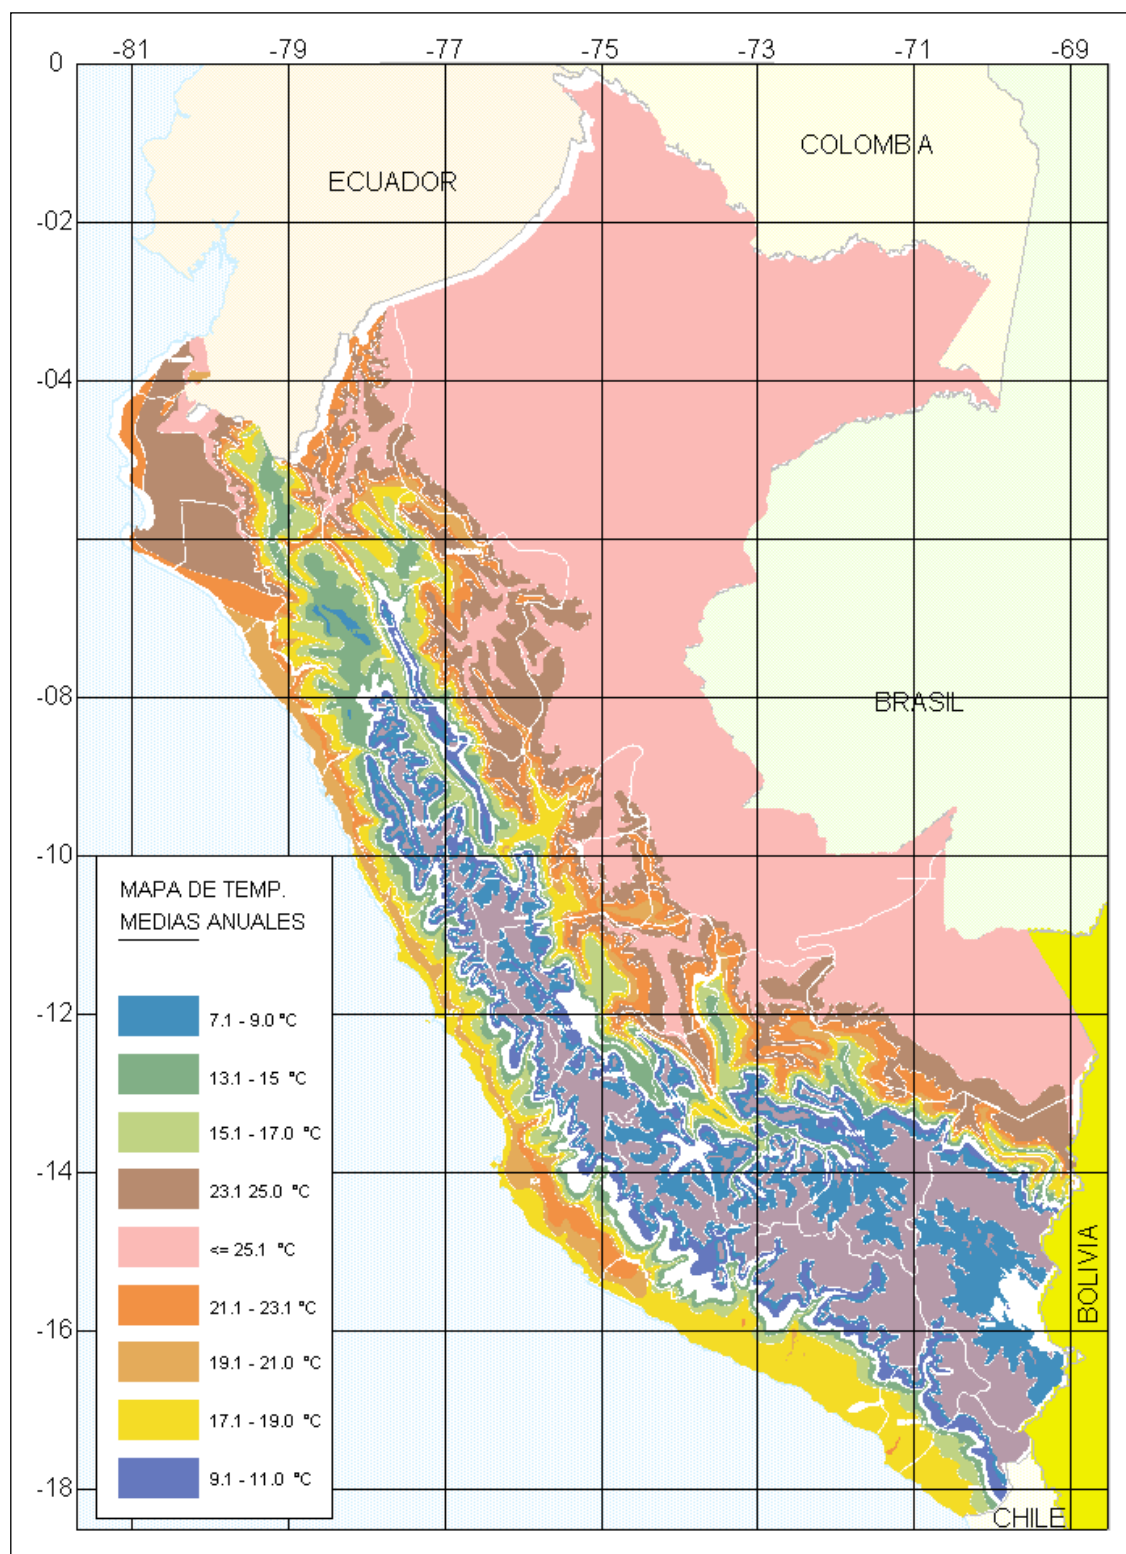 -81 -79 -77 -75 -73 -71 -69
0
COLOMBIA
ECUADOR
-02
-04
-06
-08
BRASIL
-10
MAPA DE TEMP.
MEDIAS ANUALES
-12
7.1 - 9.0 °C
13.1 - 15 °C
15.1 - 17.0 °C
-14
23.1 25.0 °C
<= 25.1 °C
BOLIVIA
21.1 - 23.1 °C
-16
19.1 - 21.0 °C
17.1 - 19.0 °C
9.1 - 11.0 °C
-18
CHILE